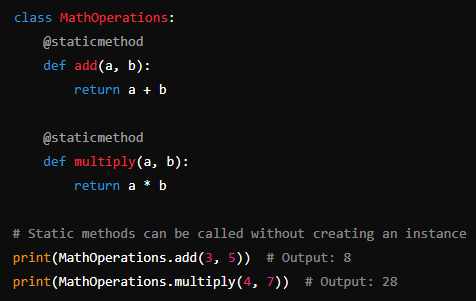 class MathOperations:
    @staticmethod
    def add(a, b):
        return a + b

    @staticmethod
    def multiply(a, b):
        return a * b

# Static methods can be called without creating an instance
print(MathOperations.add(3, 5))  # Output: 8
print(MathOperations.multiply(4, 7))  # Output: 28